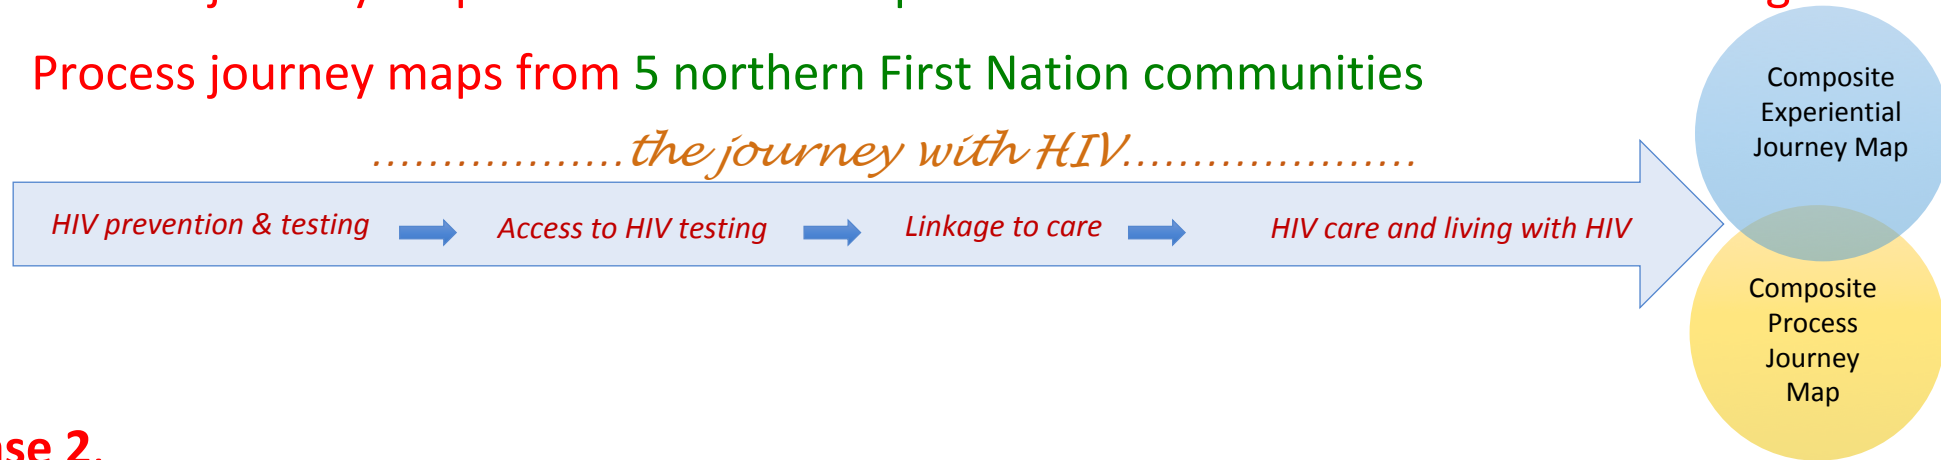 Process journey maps from 5 northern First Nation communities
..................the journey with HIV.....................
HIV prevention & testing
Access to HIV testing
Linkage to care
HIV care and living with HIV
Composite
Experiential
Journey Map
Composite
Process
Journey
Map
2.